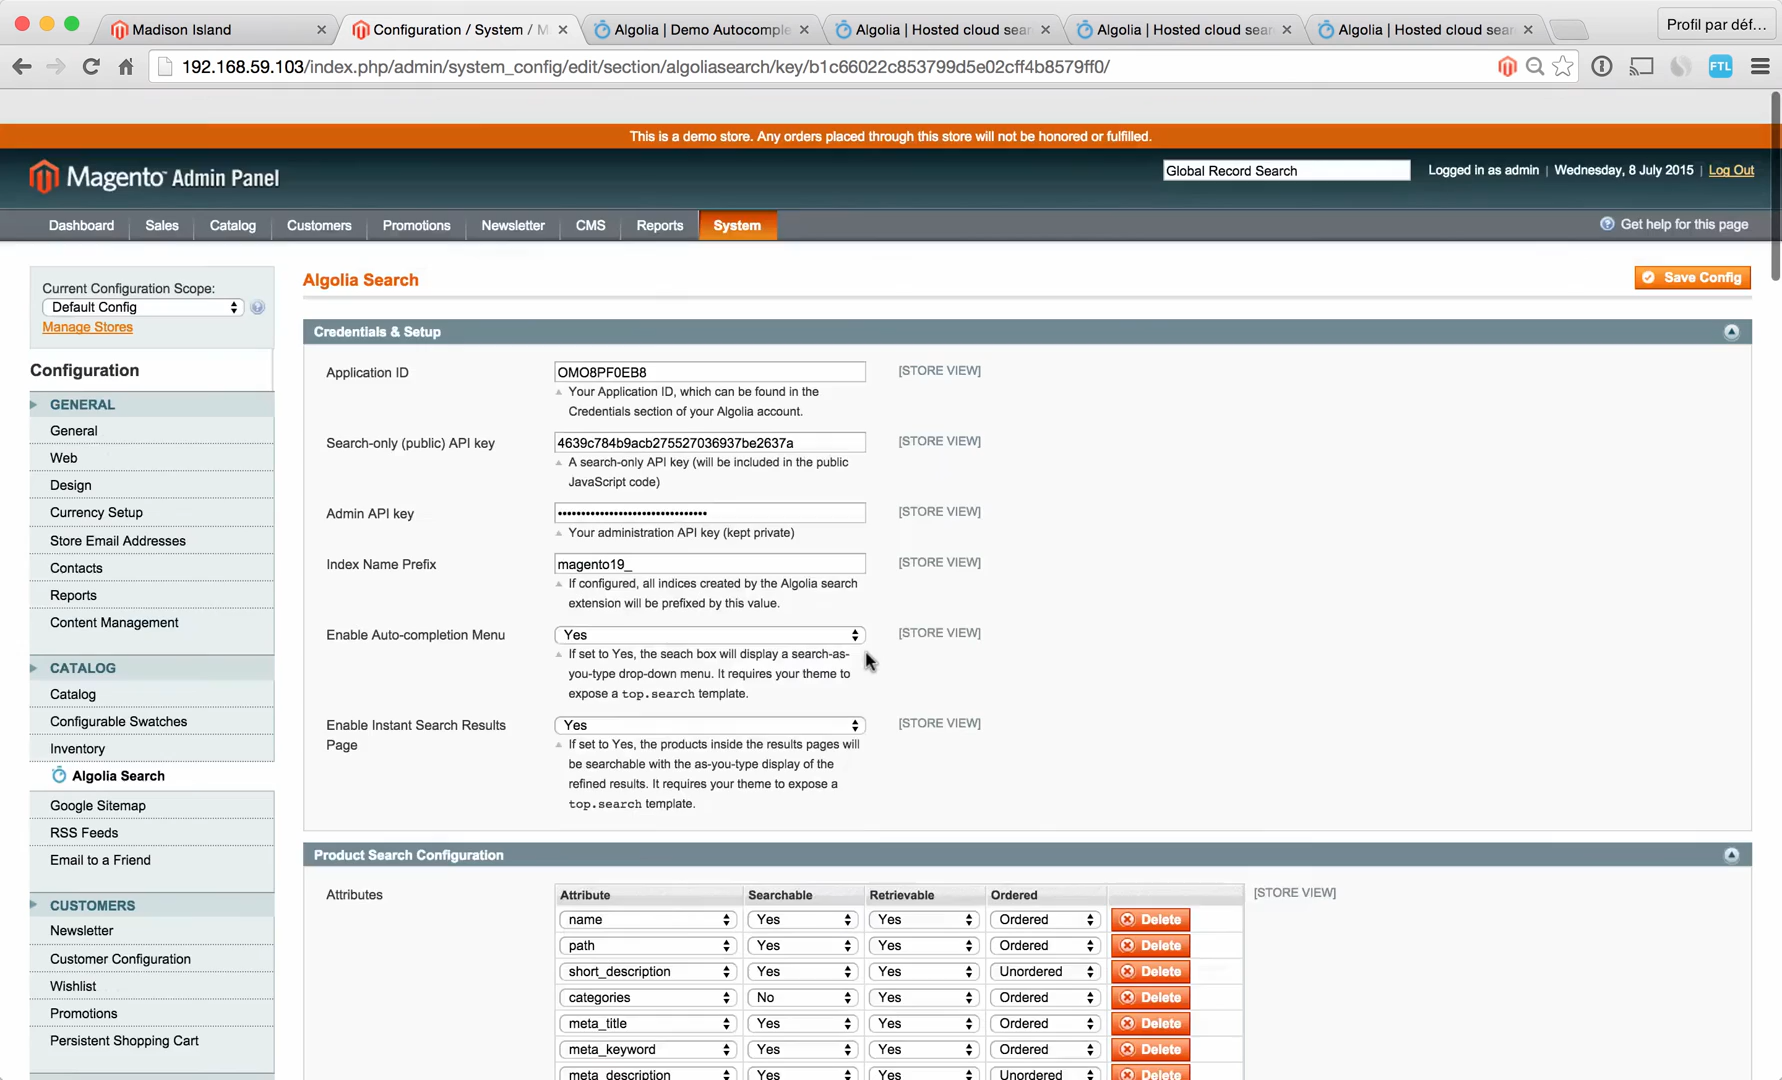 Madison Island
Configuration / System / M
Algolia | Demo Autocomple
Algolia | Hosted cloud sear
Algolia | Hosted cloud sear
Algolia | Hosted cloud sear
Profil par déf...
192.168.59.103/index.php/admin/system_config/edit/section/algoliasearch/key/b1c66022c853799d5e02cff4b8579ff0/
FTL
This is a demo store. Any orders placed through this store will not be honored or fulfilled.
Magento Admin Panel
Global Record Search
Logged in as admin | Wednesday, 8 July 2015 | Log Out
Dashboard
Sales
Catalog
Customers
Promotions
Newsletter
CMS
Reports
System
Get help for this page
Current Configuration Scope:
Default Config
Manage Stores
Configuration
GENERAL
General
Web
Design
Currency Setup
Store Email Addresses
Contacts
Reports
Content Management
CATALOG
Catalog
Configurable Swatches
Inventory
Algolia Search
Google Sitemap
RSS Feeds
Email to a Friend
CUSTOMERS
Newsletter
Customer Configuration
Wishlist
Promotions
Persistent Shopping Cart
Algolia Search
Save Config
Credentials & Setup
Application ID
OMO8PF0EB8
[STORE VIEW]
Your Application ID, which can be found in the
Credentials section of your Algolia account.
Search-only (public) API key
4639c784b9acb275527036937be2637a
[STORE VIEW]
A search-only API key (will be included in the public
JavaScript code)
Admin API key
••••••••••••••••••••••••••••••••
[STORE VIEW]
Your administration API key (kept private)
Index Name Prefix
magento19_
[STORE VIEW]
If configured, all indices created by the Algolia search
extension will be prefixed by this value.
Enable Auto-completion Menu
Yes
[STORE VIEW]
If set to Yes, the seach box will display a search-as-
you-type drop-down menu. It requires your theme to
expose a top.search template.
Enable Instant Search Results
Page
Yes
[STORE VIEW]
If set to Yes, the products inside the results pages will
be searchable with the as-you-type display of the
refined results. It requires your theme to expose a
top.search template.
Product Search Configuration
Attributes
Attribute Searchable Retrievable Ordered
[STORE VIEW]
name Yes Yes Ordered Delete
path Yes Yes Ordered Delete
short_description Yes Yes Unordered Delete
categories No Yes Ordered Delete
meta_title Yes Yes Ordered Delete
meta_keyword Yes Yes Ordered Delete
meta_description Yes Yes Unordered Delete